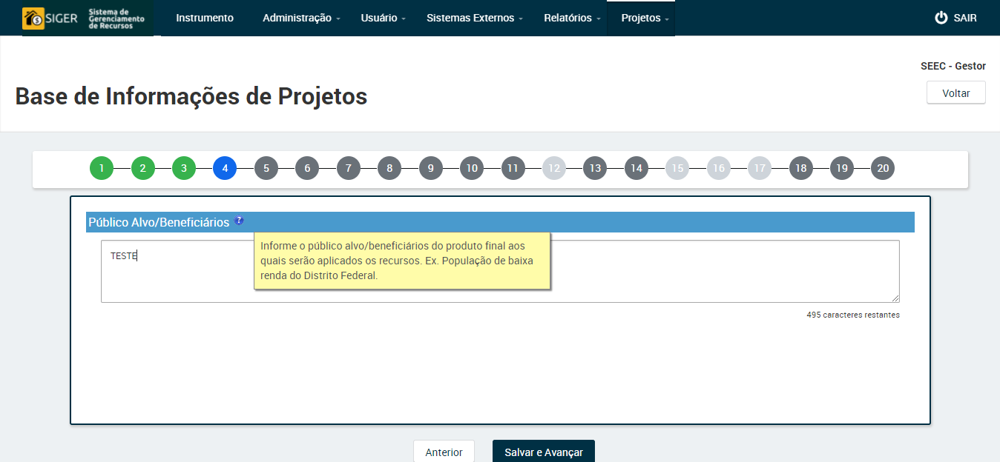 SIGER
Sistema de
Gerenciamento
de Recursos
Instrumento
Administração
Usuário
Sistemas Externos
Relatórios
Projetos
SAIR
SEEC - Gestor
Base de Informações de Projetos
Voltar
1 2 3 4 5 6 7 8 9 10 11 12 13 14 15 16 17 18 19 20
Público Alvo/Beneficiários ?
TESTE
Informe o público alvo/beneficiários do produto final aos
quais serão aplicados os recursos. Ex. População de baixa
renda do Distrito Federal.
495 caracteres restantes
Anterior
Salvar e Avançar